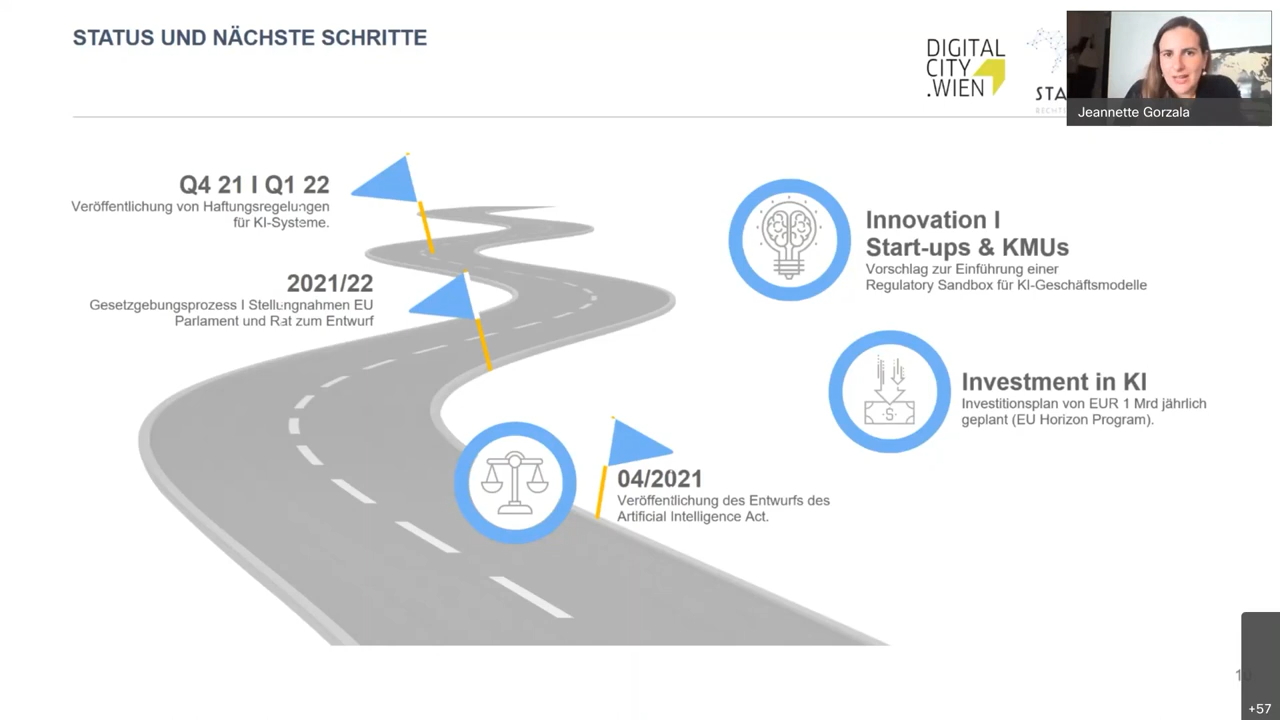 STATUS UND NÄCHSTE SCHRITTE
DIGITAL
CITY
.WIEN
STA
RECHT
Jeannette Gorzala
Q4 21 I Q1 22
Veröffentlichung von Haftungsregelungen
für KI-Systeme.
2021/22
Gesetzgebungsprozess I Stellungnahmen EU
Parlament und Rat zum Entwurf
04/2021
Veröffentlichung des Entwurfs des
Artificial Intelligence Act.
Innovation I
Start-ups & KMUs
Vorschlag zur Einführung einer
Regulatory Sandbox für KI-Geschäftsmodelle
$
Investment in KI
Investitionsplan von EUR 1 Mrd jährlich
geplant (EU Horizon Program).
+57